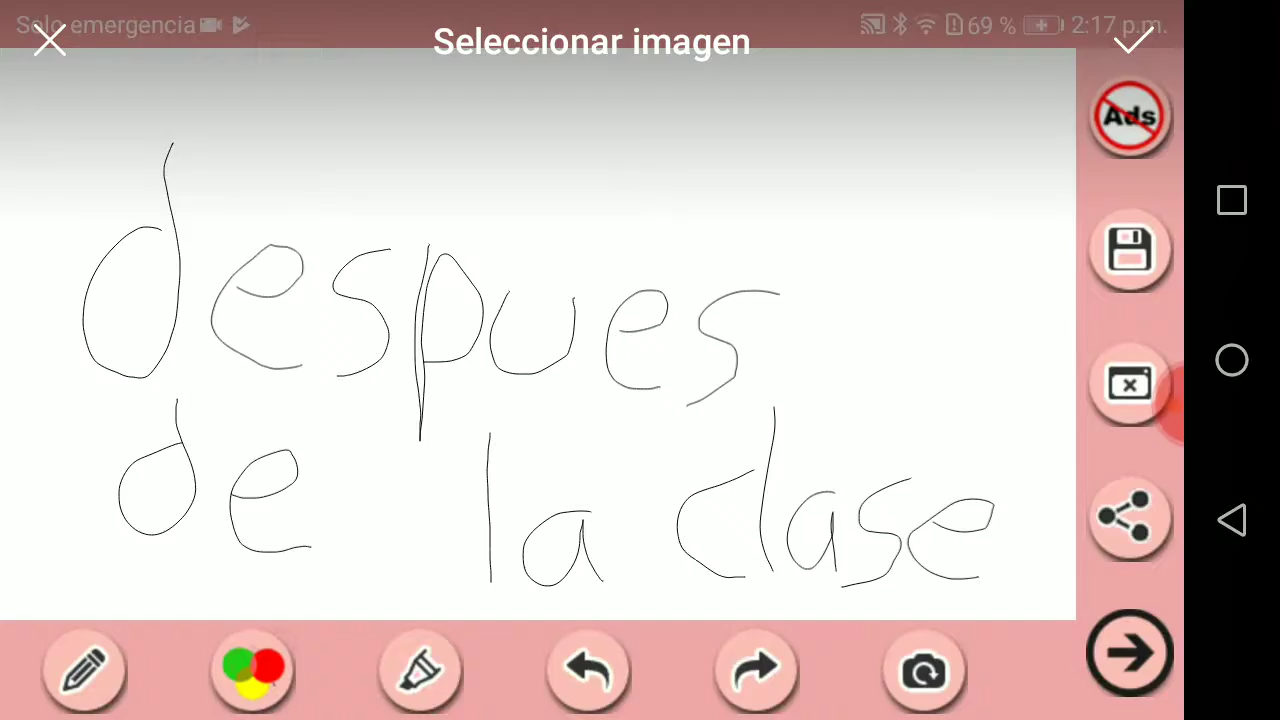 Solo emergencia 69 % 2:17 p.m.
Seleccionar imagen
Ads
despues
de la clase